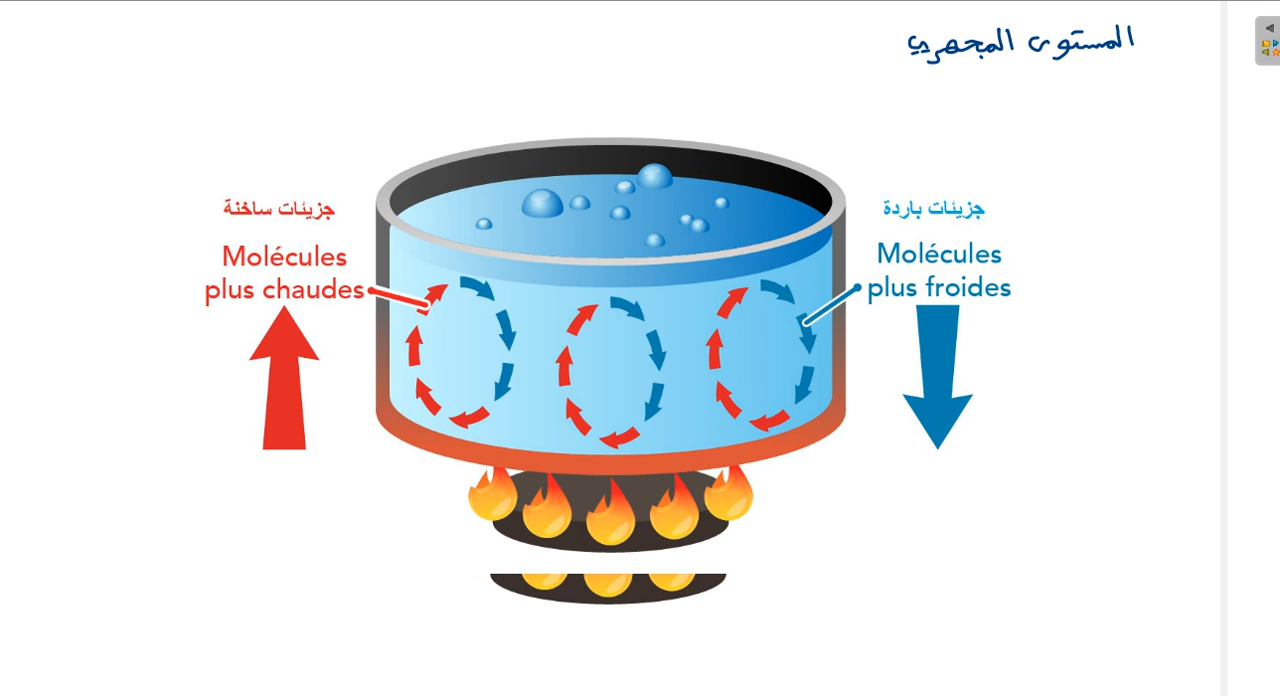 المستوى المجهري
جزيئات ساخنة
Molécules
plus chaudes
جزيئات باردة
Molécules
plus froides